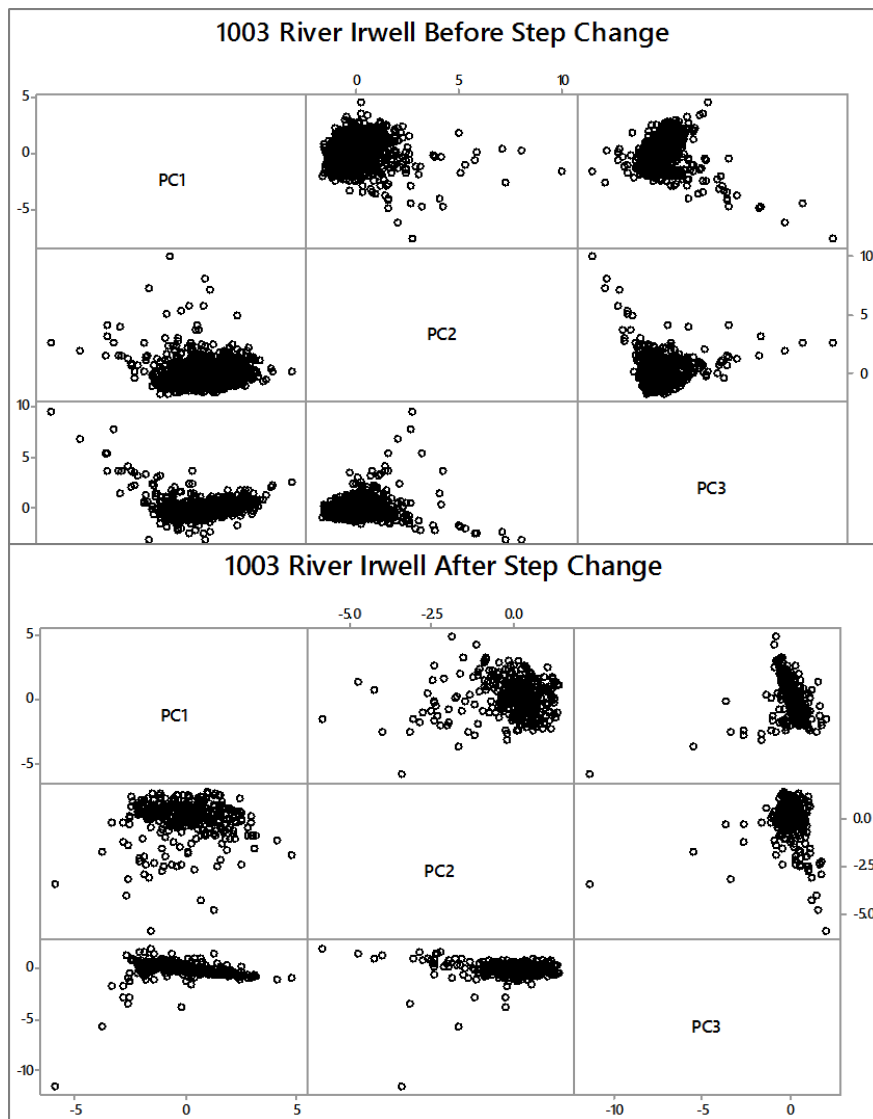 1003 River Irwell Before Step Change
0 5 10
5
0
-5
PC1
10
5
0
PC2
10
5
0
PC3
1003 River Irwell After Step Change
-5.0 -2.5 0.0
5
0
-5
PC1
0.0
-2.5
-5.0
PC2
0
-5
-10
PC3
-5 0 5 -10 -5 0